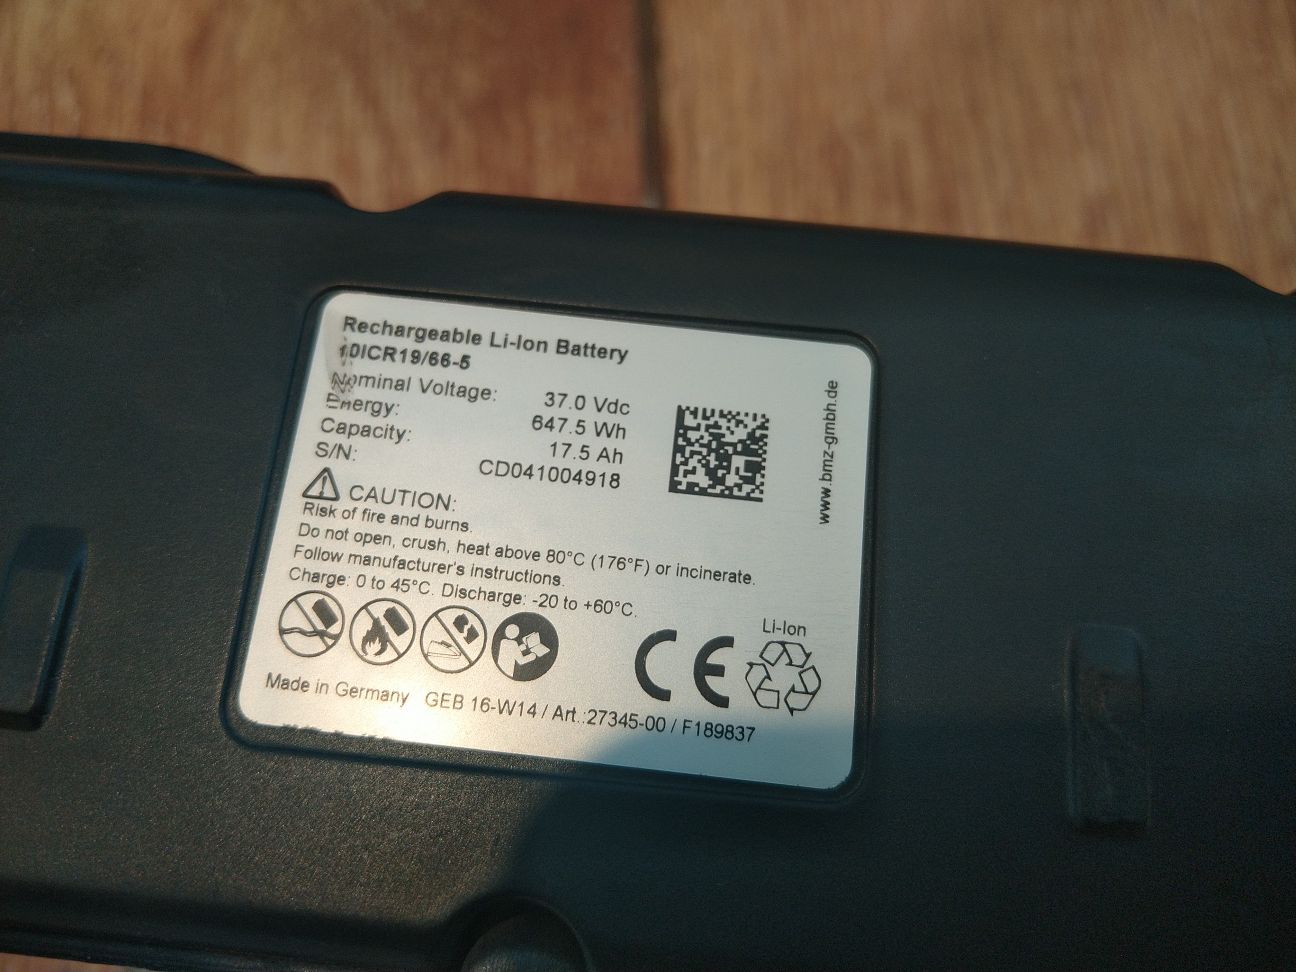 Rechargeable Li-Ion Battery
10ICR19/66-5
Nominal Voltage: 37.0 Vdc
Energy: 647.5 Wh
Capacity: 17.5 Ah
S/N: CD041004918
CAUTION:
Risk of fire and burns.
Do not open, crush, heat above 80°C (176°F) or incinerate.
Follow manufacturer's instructions.
Charge: 0 to 45°C. Discharge: -20 to +60°C.
CE
Li-Ion
Made in Germany GEB 16-W14 / Art.:27345-00 / F189837
www.bmz-gmbh.de